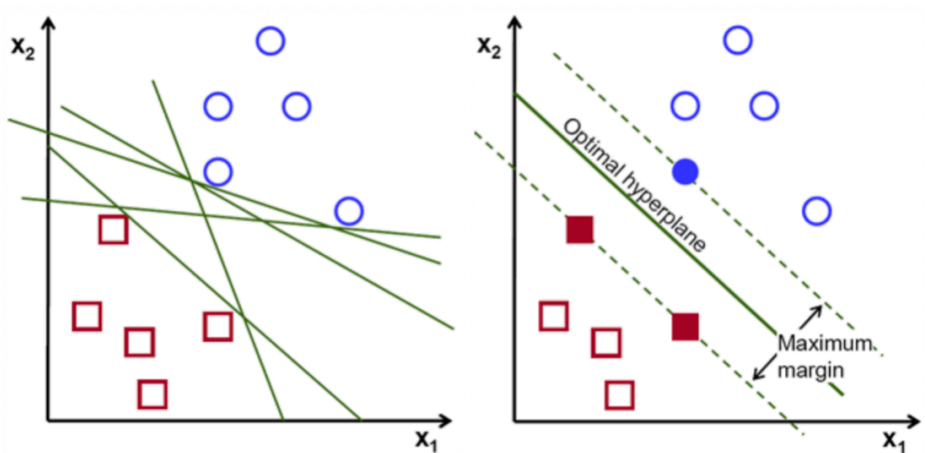 x₂
x₁
x₂
Optimal hyperplane
Maximum
margin
x₁